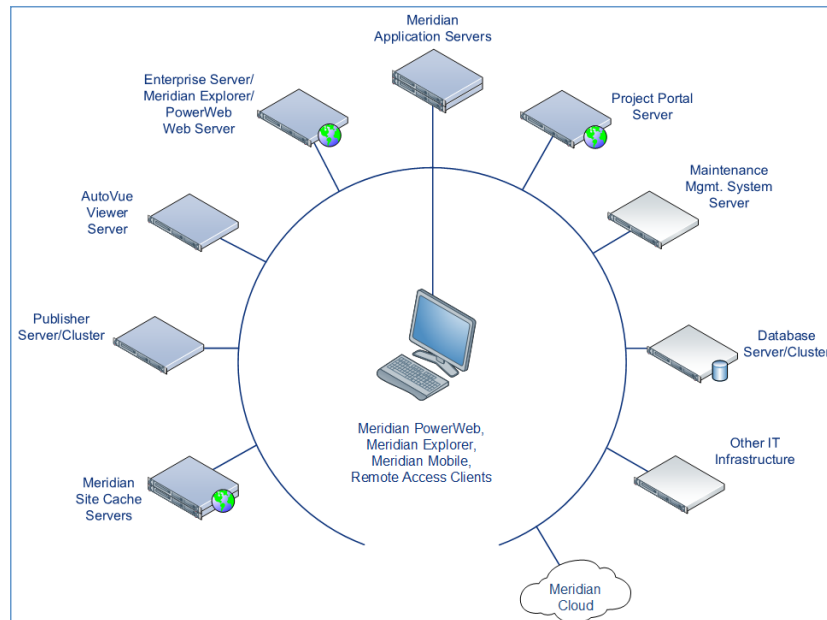 Meridian
Application Servers
Enterprise Server/
Meridian Explorer/
PowerWeb
Web Server
Project Portal
Server
Maintenance
Mgmt. System
Server
AutoVue
Viewer
Server
Publisher
Server/Cluster
Database
Server/Cluster
Meridian PowerWeb,
Meridian Explorer,
Meridian Mobile,
Remote Access Clients
Other IT
Infrastructure
Meridian
Site Cache
Servers
Meridian
Cloud